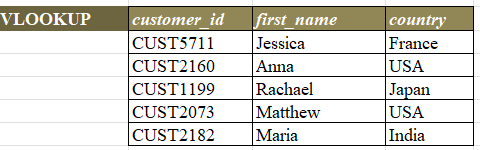 VLOOKUP customer_id first_name country
CUST5711 Jessica France
CUST2160 Anna USA
CUST1199 Rachael Japan
CUST2073 Matthew USA
CUST2182 Maria India